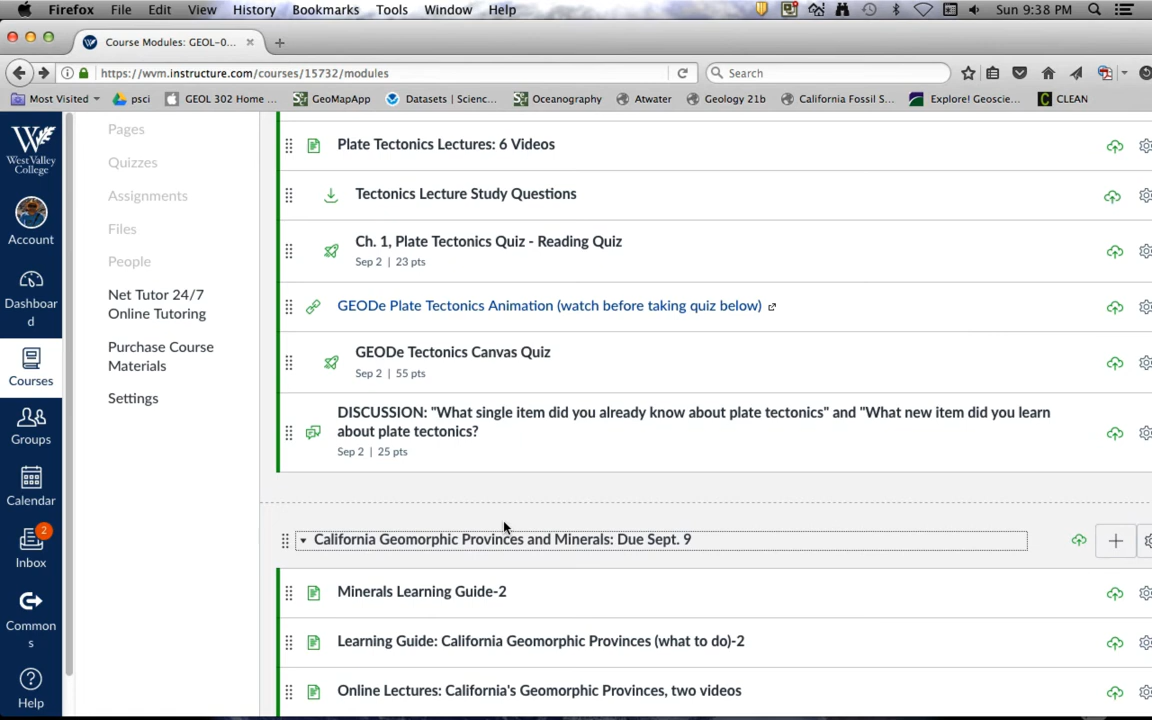 Firefox File Edit View History Bookmarks Tools Window Help Sun 9:38 PM
Course Modules: GEOL-0...
https://wvm.instructure.com/courses/15732/modules Search
Most Visited psci GEOL 302 Home ... GeoMapApp Datasets | Scienc... Oceanography Atwater Geology 21b California Fossil S... Explore! Geoscie... C CLEAN
West Valley
College
Account
Dashboar
d
Courses
Groups
Calendar
2
Inbox
Common
s
Help
Pages
Quizzes
Assignments
Files
People
Net Tutor 24/7
Online Tutoring
Purchase Course
Materials
Settings
Plate Tectonics Lectures: 6 Videos
Tectonics Lecture Study Questions
Ch. 1, Plate Tectonics Quiz - Reading Quiz
Sep 2 | 23 pts
GEODe Plate Tectonics Animation (watch before taking quiz below)
GEODe Tectonics Canvas Quiz
Sep 2 | 55 pts
DISCUSSION: "What single item did you already know about plate tectonics" and "What new item did you learn
about plate tectonics?
Sep 2 | 25 pts
California Geomorphic Provinces and Minerals: Due Sept. 9
Minerals Learning Guide-2
Learning Guide: California Geomorphic Provinces (what to do)-2
Online Lectures: California's Geomorphic Provinces, two videos